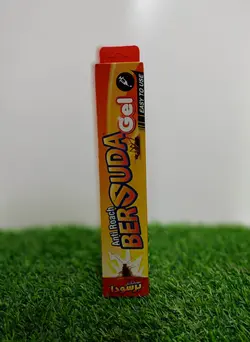 EASY TO USE
Anti Roach
BERSUDA
Gel
برسودا